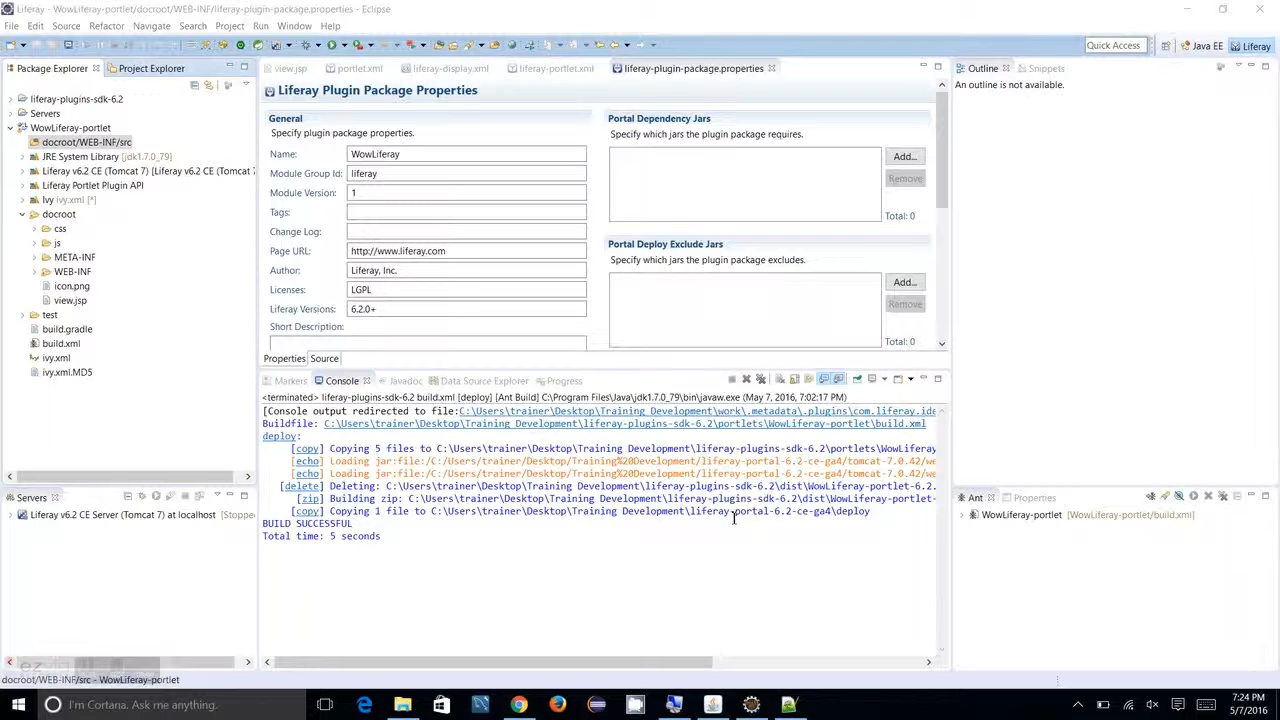 Liferay - WowLiferay-portlet/docroot/WEB-INF/liferay-plugin-package.properties - Eclipse
File Edit Source Refactor Navigate Search Project Run Window Help
Quick Access Java EE Liferay
Package Explorer Project Explorer
liferay-plugins-sdk-6.2
Servers
WowLiferay-portlet
docroot/WEB-INF/src
JRE System Library [jdk1.7.0_79]
Liferay v6.2 CE (Tomcat 7) [Liferay v6.2 CE (Tomcat 7
Liferay Portlet Plugin API
Ivy ivy.xml [*]
docroot
css
js
META-INF
WEB-INF
icon.png
view.jsp
test
build.gradle
build.xml
ivy.xml
ivy.xml.MD5
view.jsp portlet.xml liferay-display.xml liferay-portlet.xml liferay-plugin-package.properties
Liferay Plugin Package Properties
General
Specify plugin package properties.
Name: WowLiferay
Module Group Id: liferay
Module Version: 1
Tags:
Change Log:
Page URL: http://www.liferay.com
Author: Liferay, Inc.
Licenses: LGPL
Liferay Versions: 6.2.0+
Short Description:
Portal Dependency Jars
Specify which jars the plugin package requires.
Add...
Remove
Total: 0
Portal Deploy Exclude Jars
Specify which jars the plugin package excludes.
Add...
Remove
Total: 0
Properties Source
Outline Snippets
An outline is not available.
Markers Console Javadoc Data Source Explorer Progress
<terminated> liferay-plugins-sdk-6.2 build.xml [deploy] [Ant Build] C:\Program Files\Java\jdk1.7.0_79\bin\javaw.exe (May 7, 2016, 7:02:17 PM)
[Console output redirected to file:C:\Users\trainer\Desktop\Training Development\work\.metadata\.plugins\com.liferay.ide
Buildfile: C:\Users\trainer\Desktop\Training Development\liferay-plugins-sdk-6.2\portlets\WowLiferay-portlet\build.xml
deploy:
[copy] Copying 5 files to C:\Users\trainer\Desktop\Training Development\liferay-plugins-sdk-6.2\portlets\WowLiferay
[echo] Loading jar:file:/C:/Users/trainer/Desktop/Training%20Development/liferay-portal-6.2-ce-ga4/tomcat-7.0.42/we
[echo] Loading jar:file:/C:/Users/trainer/Desktop/Training%20Development/liferay-portal-6.2-ce-ga4/tomcat-7.0.42/we
[delete] Deleting: C:\Users\trainer\Desktop\Training Development\liferay-plugins-sdk-6.2\dist\WowLiferay-portlet-6.2.
[zip] Building zip: C:\Users\trainer\Desktop\Training Development\liferay-plugins-sdk-6.2\dist\WowLiferay-portlet-
[copy] Copying 1 file to C:\Users\trainer\Desktop\Training Development\liferay-portal-6.2-ce-ga4\deploy
BUILD SUCCESSFUL
Total time: 5 seconds
Servers
Liferay v6.2 CE Server (Tomcat 7) at localhost [Stoppe
Ant Properties
WowLiferay-portlet [WowLiferay-portlet/build.xml]
docroot/WEB-INF/src - WowLiferay-portlet
I'm Cortana. Ask me anything.
7:24 PM
5/7/2016